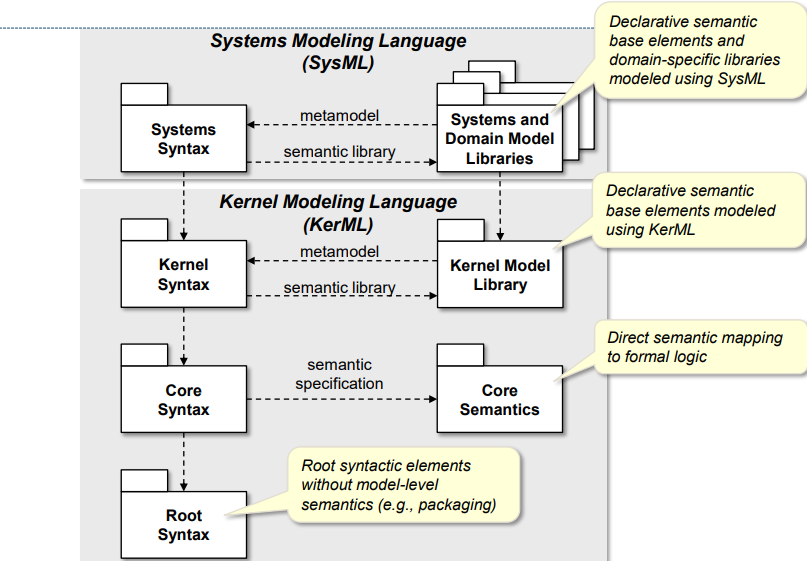 Systems Modeling Language
(SysML)
Declarative semantic
base elements and
domain-specific libraries
modeled using SysML
Systems
Syntax
metamodel
semantic library
Systems and
Domain Model
Libraries
Kernel Modeling Language
(KerML)
Declarative semantic
base elements modeled
using KerML
Kernel
Syntax
metamodel
semantic library
Kernel Model
Library
Direct semantic mapping
to formal logic
Core
Syntax
semantic
specification
Core
Semantics
Root syntactic elements
without model-level
semantics (e.g., packaging)
Root
Syntax